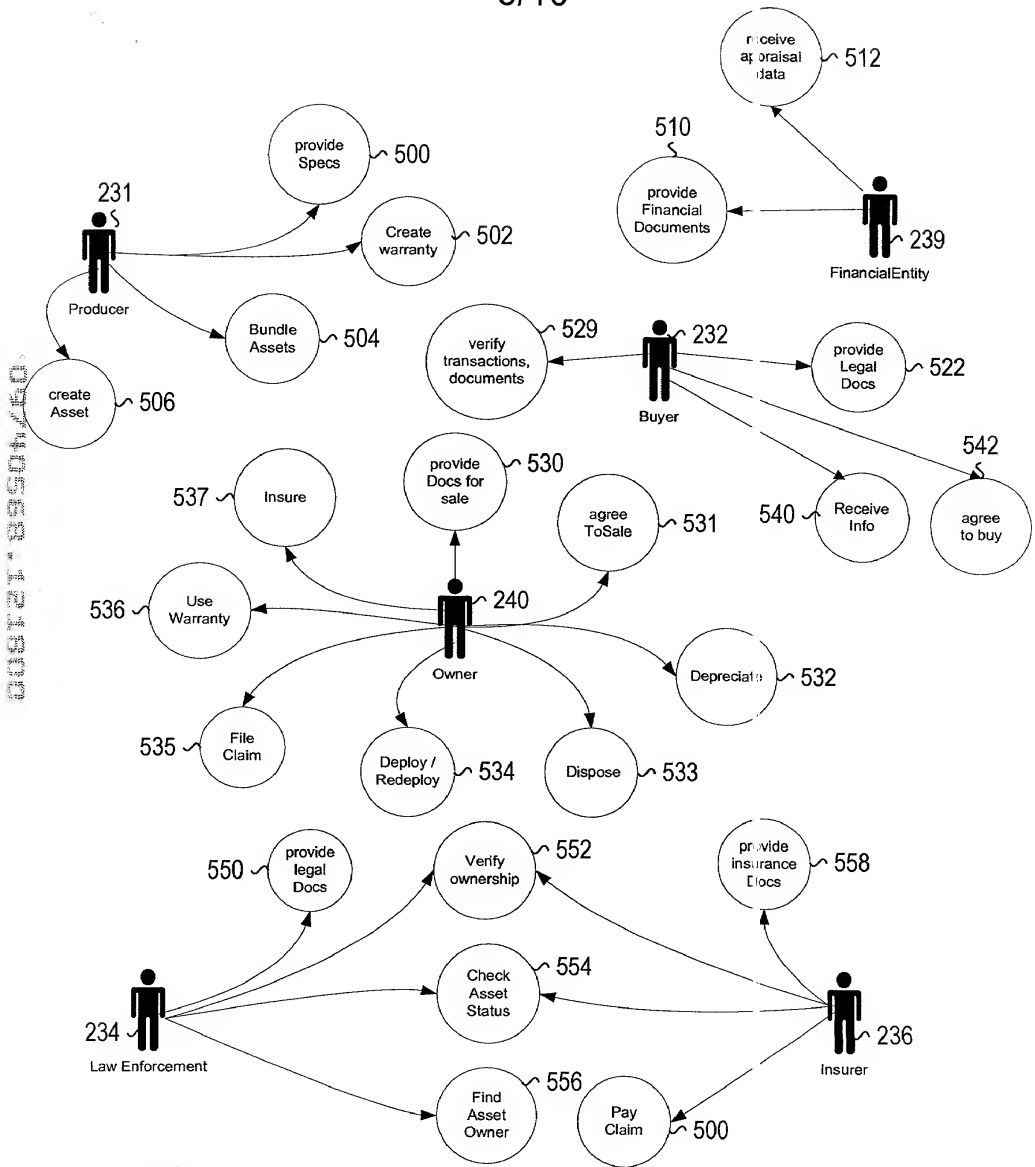 receive
appraisal
data
512
provide
Specs
500
510
231
Create
warranty
502
provide
Financial
Documents
239
FinancialEntity
Producer
Bundle
Assets
504
529
verify
transactions,
documents
232
provide
Legal
Docs
522
create
Asset
506
Buyer
542
537
Insure
provide
Docs for
sale
530
agree
ToSale
531
540
Receive
Info
agree
to buy
536
Use
Warranty
240
Owner
Depreciate
532
535
File
Claim
Deploy /
Redeploy
534
Dispose
533
550
provide
legal
Docs
Verify
ownership
552
provide
insurance
Docs
558
Check
Asset
Status
554
234
Law Enforcement
236
Insurer
Find
Asset
Owner
556
Pay
Claim
500